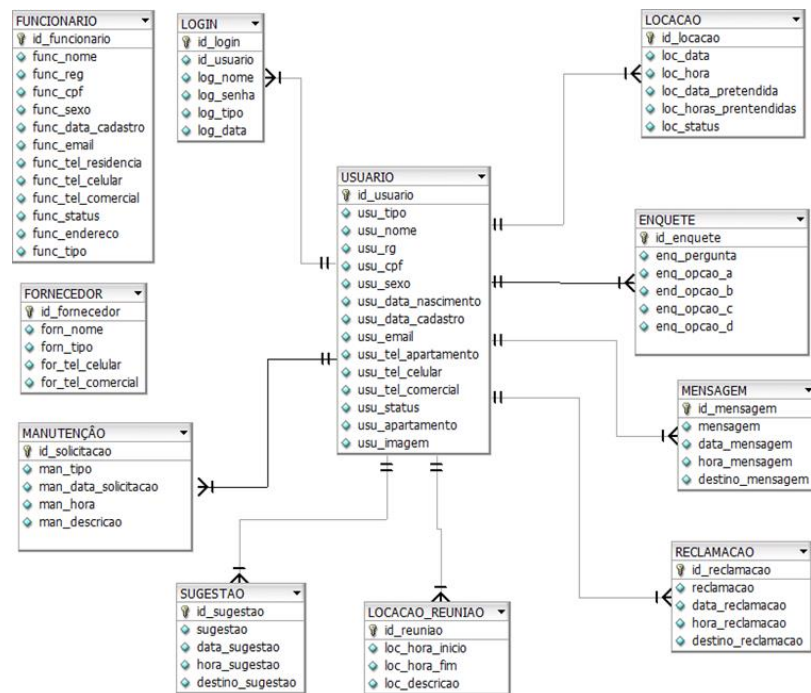 FUNCIONARIO
id_funcionario
func_nome
func_reg
func_cpf
func_sexo
func_data_cadastro
func_email
func_tel_residencia
func_tel_celular
func_tel_comercial
func_status
func_endereco
func_tipo
LOGIN
id_login
id_usuario
log_nome
log_senha
log_tipo
log_data
LOCACAO
id_locacao
loc_data
loc_hora
loc_data_pretendida
loc_horas_prentendidas
loc_status
USUARIO
id_usuario
usu_tipo
usu_nome
usu_rg
usu_cpf
usu_sexo
usu_data_nascimento
usu_data_cadastro
usu_email
usu_tel_apartamento
usu_tel_celular
usu_tel_comercial
usu_status
usu_apartamento
usu_imagem
ENQUETE
id_enquete
enq_pergunta
enq_opcao_a
end_opcao_b
enq_opcao_c
enq_opcao_d
FORNECEDOR
id_fornecedor
forn_nome
forn_tipo
for_tel_celular
for_tel_comercial
MENSAGEM
id_mensagem
mensagem
data_mensagem
hora_mensagem
destino_mensagem
MANUTENÇÂO
id_solicitacao
man_tipo
man_data_solicitacao
man_hora
man_descricao
RECLAMACAO
id_reclamacao
reclamacao
data_reclamacao
hora_reclamacao
destino_reclamacao
SUGESTAO
id_sugestao
sugestao
data_sugestao
hora_sugestao
destino_sugestao
LOCACAO_REUNIAO
id_reuniao
loc_hora_inicio
loc_hora_fim
loc_descricao